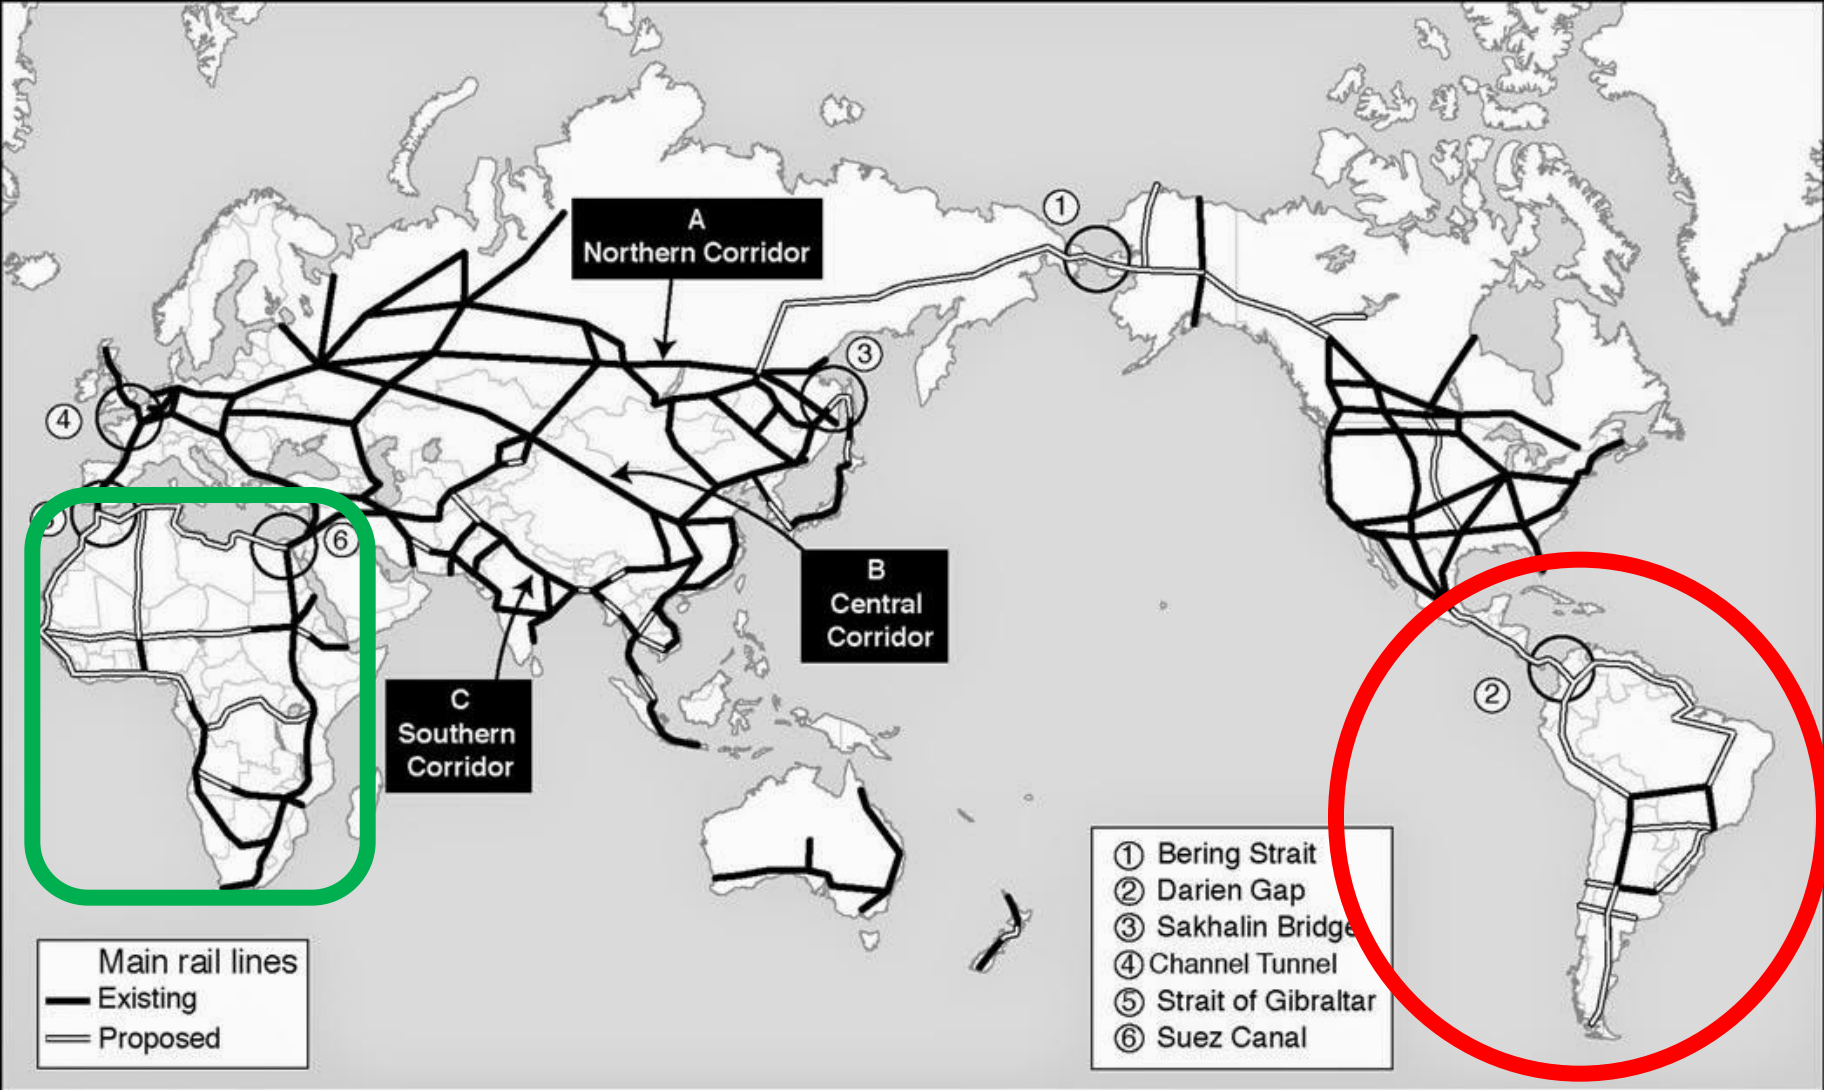 1
A
Northern Corridor
3
4
6
B
Central
Corridor
C
Southern
Corridor
2
1 Bering Strait
2 Darien Gap
3 Sakhalin Bridge
4 Channel Tunnel
5 Strait of Gibraltar
6 Suez Canal
Main rail lines
Existing
Proposed